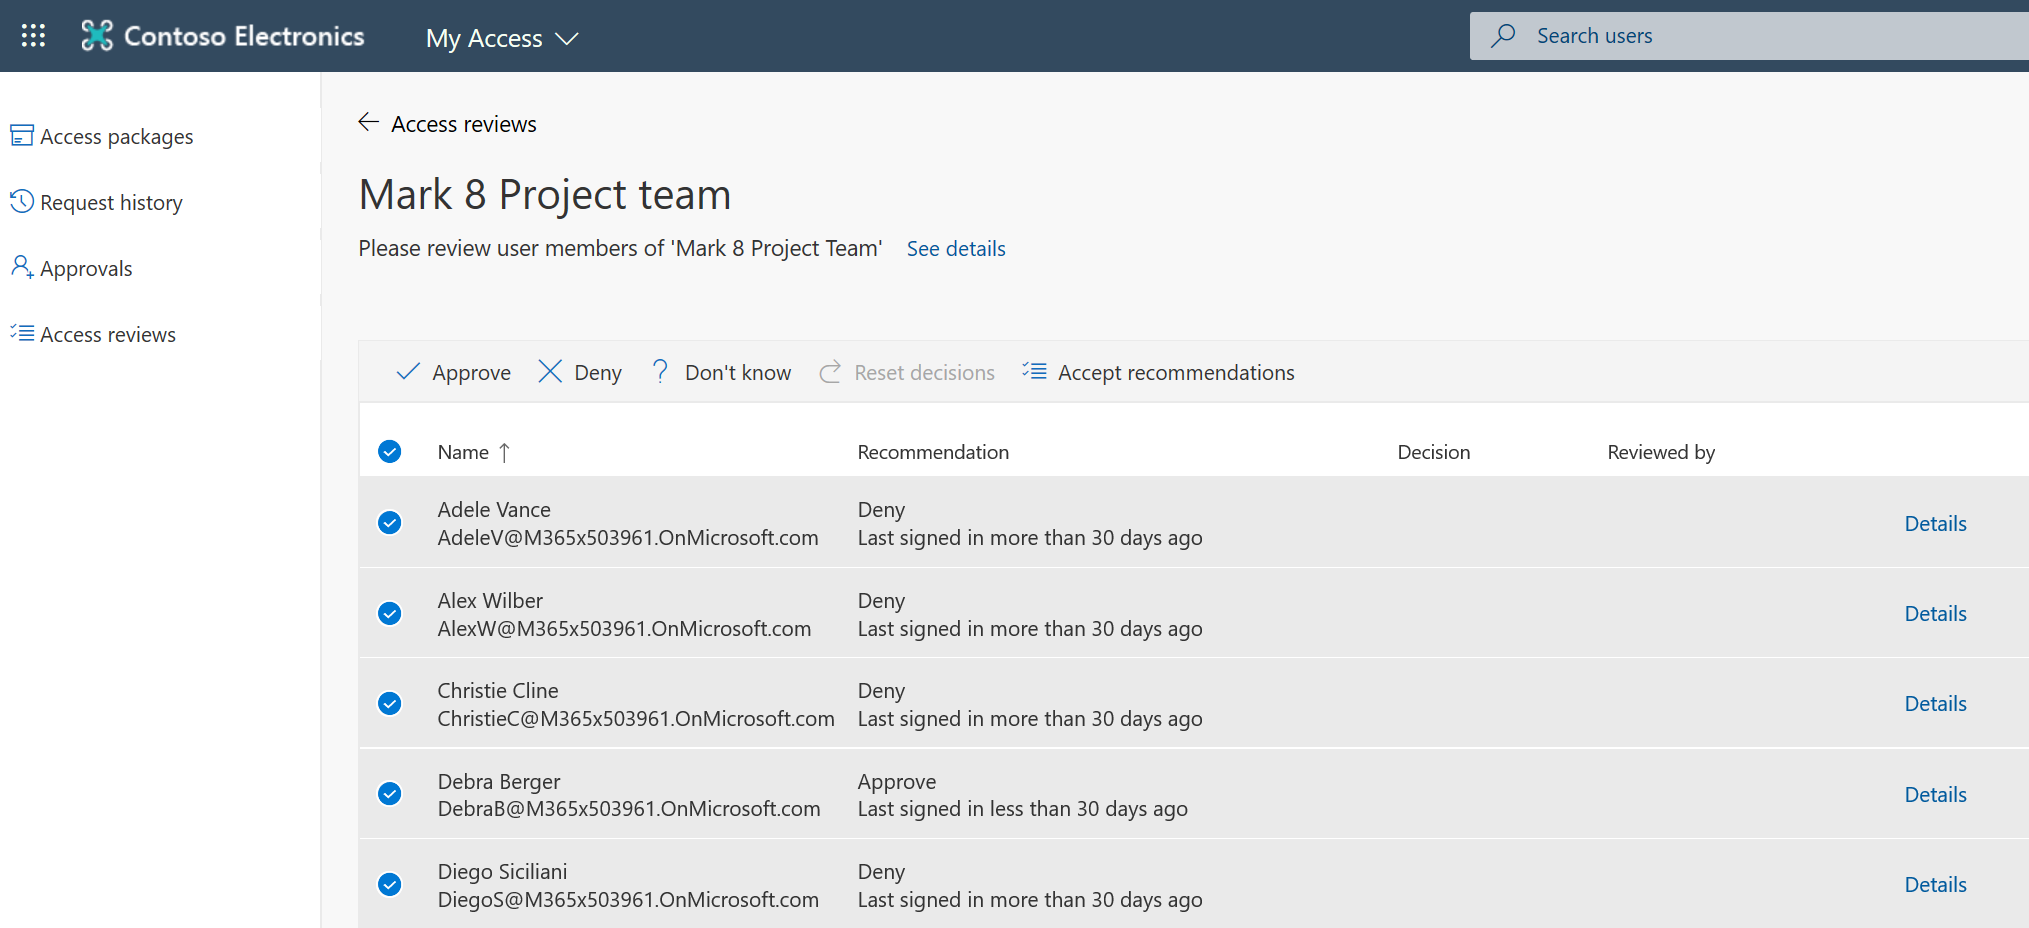 Contoso Electronics
My Access
Search users
Access packages
Request history
Approvals
Access reviews
Access reviews
Mark 8 Project team
Please review user members of 'Mark 8 Project Team' See details
Approve Deny ? Don't know Reset decisions Accept recommendations
Name ↑ Recommendation Decision Reviewed by
Adele Vance Deny
AdeleV@M365x503961.OnMicrosoft.com Last signed in more than 30 days ago Details
Alex Wilber Deny
AlexW@M365x503961.OnMicrosoft.com Last signed in more than 30 days ago Details
Christie Cline Deny
ChristieC@M365x503961.OnMicrosoft.com Last signed in more than 30 days ago Details
Debra Berger Approve
DebraB@M365x503961.OnMicrosoft.com Last signed in less than 30 days ago Details
Diego Siciliani Deny
DiegoS@M365x503961.OnMicrosoft.com Last signed in more than 30 days ago Details